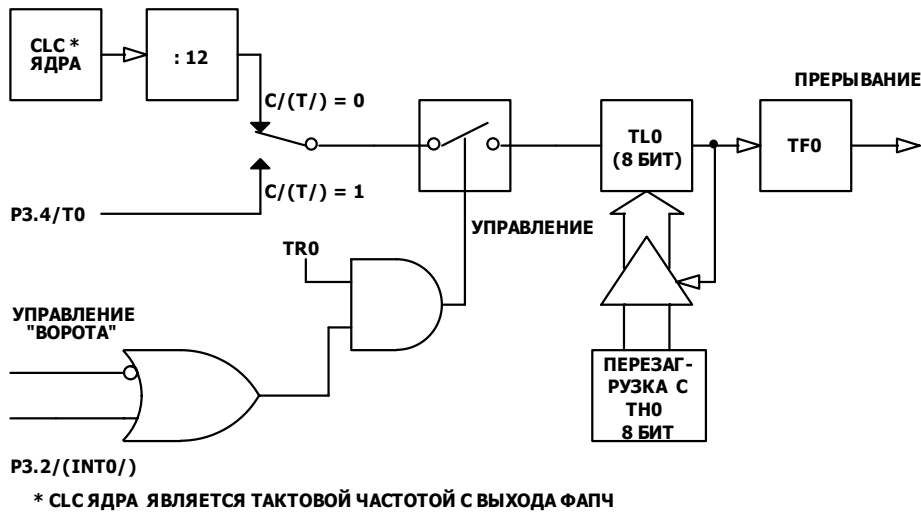 CLC *
ЯДРА
: 12
C/(T/) = 0
ПРЕРЫВАНИЕ
TL0
(8 БИТ)
TF0
C/(T/) = 1
P3.4/T0
УПРАВЛЕНИЕ
TR0
УПРАВЛЕНИЕ
"ВОРОТА"
ПЕРЕЗАГ-
РУЗКА С
TH0
8 БИТ
P3.2/(INT0/)
* CLC ЯДРА ЯВЛЯЕТСЯ ТАКТОВОЙ ЧАСТОТОЙ С ВЫХОДА ФАПЧ